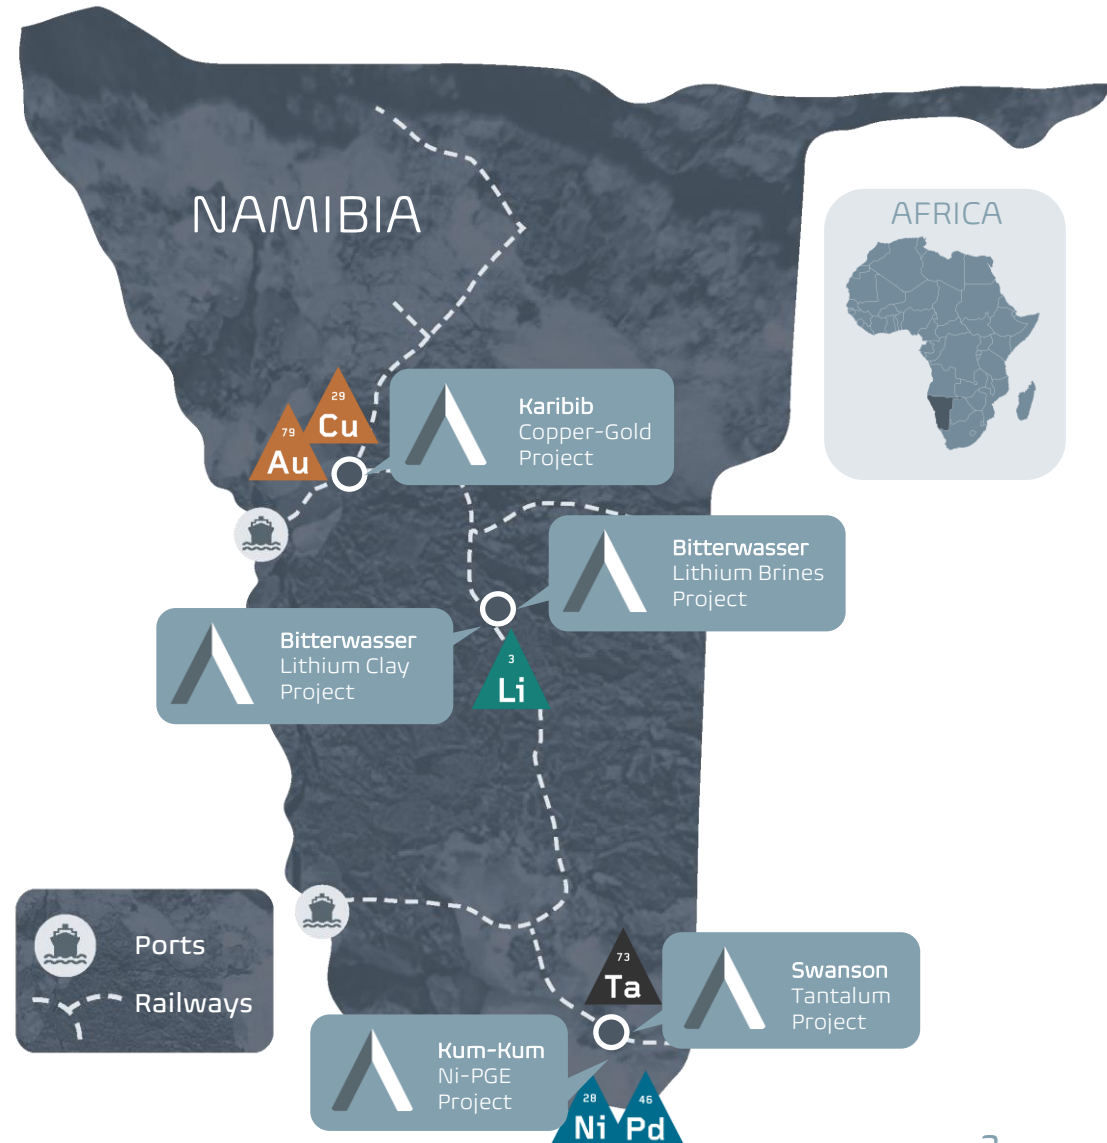 NAMIBIA
AFRICA
29
Cu
79
Au
Karibib
Copper-Gold
Project
Bitterwasser
Lithium Brines
Project
Bitterwasser
Lithium Clay
Project
3
Li
Ports
Railways
73
Ta
Swanson
Tantalum
Project
Kum-Kum
Ni-PGE
Project
28
Ni
46
Pd